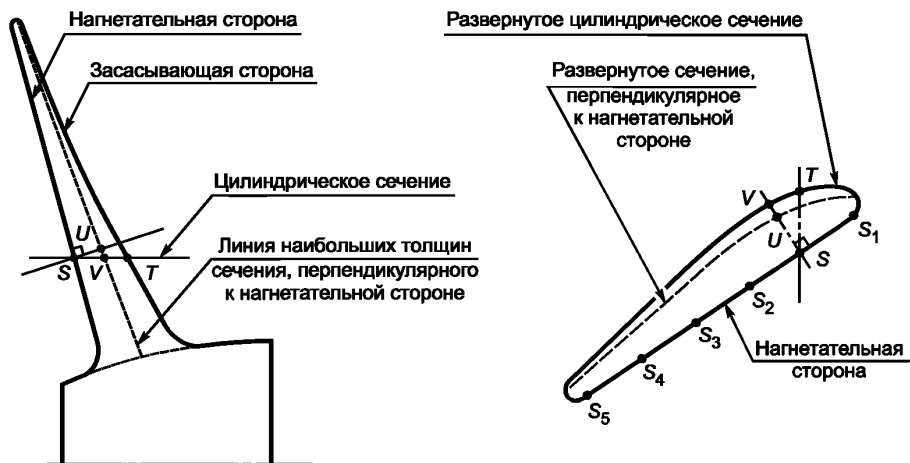 Нагнетательная сторона
Засасывающая сторона
Цилиндрическое сечение
U
S
V
T
Линия наибольших толщин
сечения, перпендикулярного
к нагнетательной стороне
Развернутое цилиндрическое сечение
Развернутое сечение,
перпендикулярное
к нагнетательной
стороне
T
V
U
S1
S
S2
S3
S4
S5
Нагнетательная
сторона